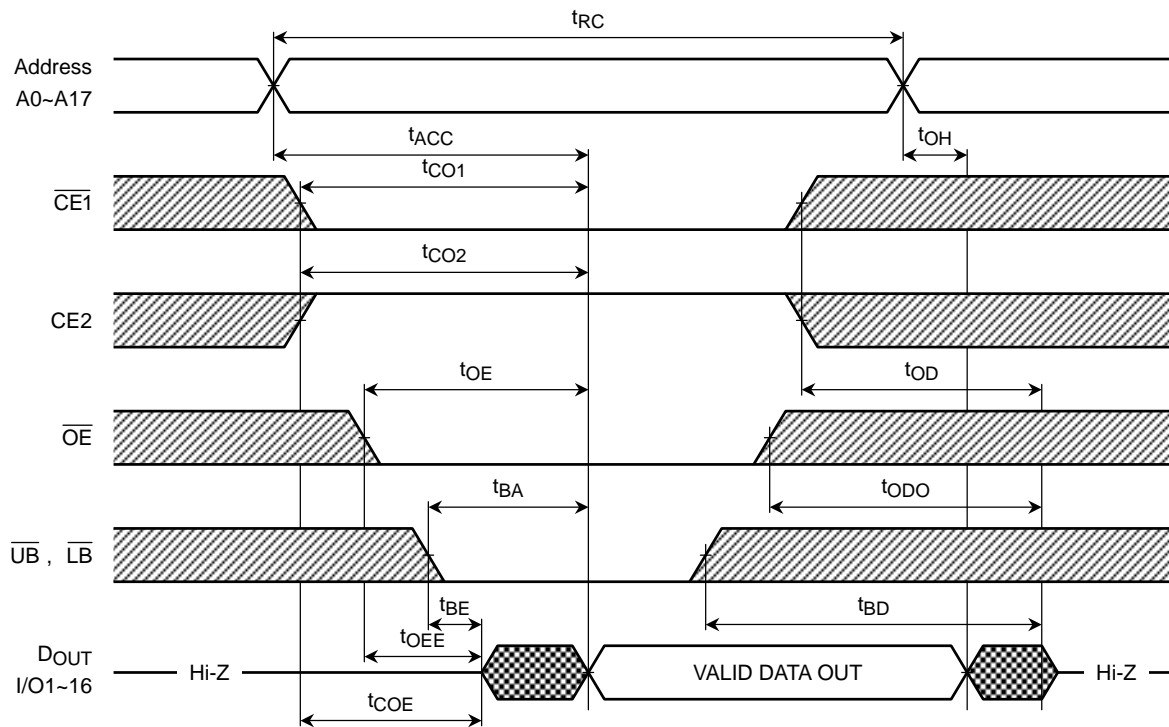 tRC
Address
A0~A17
tACC
tOH
tCO1
CE1
tCO2
CE2
tOE
tOD
OE
tBA
tODO
UB , LB
tBE
tBD
tOEE
DOUT
I/O1~16
Hi-Z
VALID DATA OUT
Hi-Z
tCOE